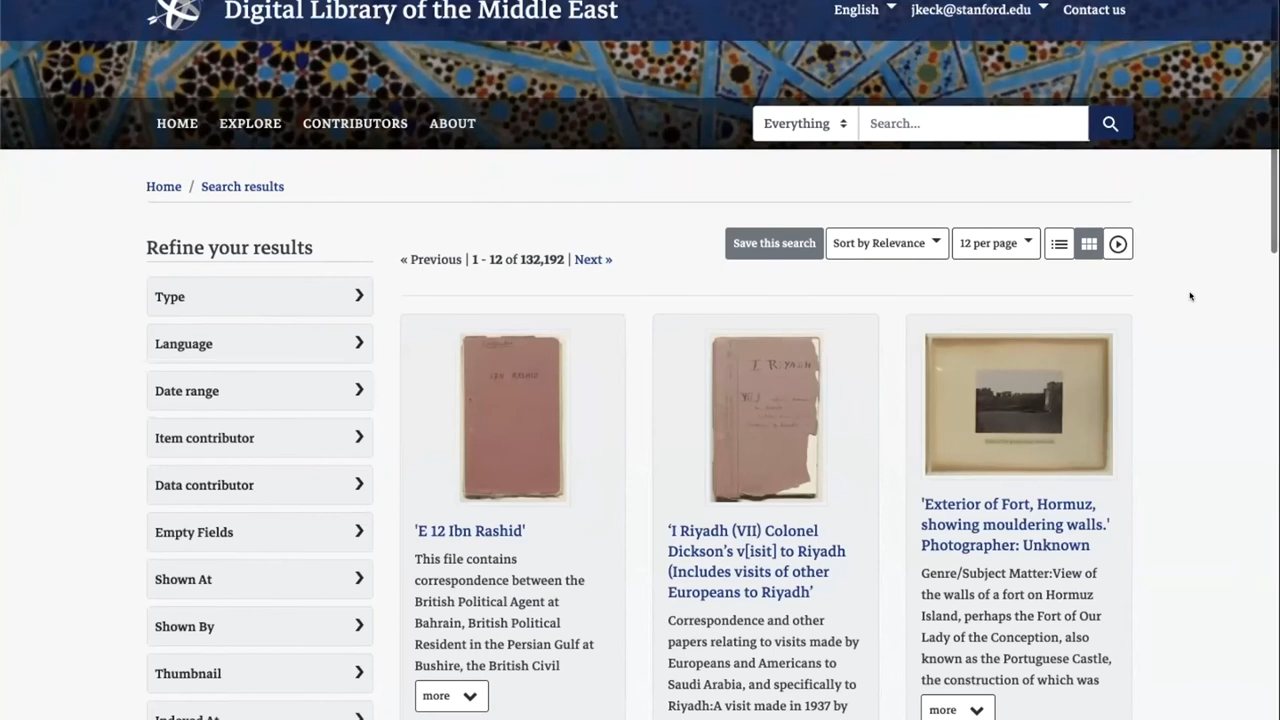 Digital Library of the Middle East
English jkeck@stanford.edu Contact us
HOME EXPLORE CONTRIBUTORS ABOUT
Everything Search...
Home / Search results
Refine your results
Type
Language
Date range
Item contributor
Data contributor
Empty Fields
Shown At
Shown By
Thumbnail
Indexed At
« Previous | 1 - 12 of 132,192 | Next »
Save this search Sort by Relevance 12 per page
IBN RASHID
'E 12 Ibn Rashid'
This file contains
correspondence between the
British Political Agent at
Bahrain, British Political
Resident in the Persian Gulf at
Bushire, the British Civil
more
I RIYADH
‘I Riyadh (VII) Colonel
Dickson’s v[isit] to Riyadh
(Includes visits of other
Europeans to Riyadh’
Correspondence and other
papers relating to visits made by
Europeans and Americans to
Saudi Arabia, and specifically to
Riyadh:A visit made in 1937 by
'Exterior of Fort, Hormuz,
showing mouldering walls.'
Photographer: Unknown
Genre/Subject Matter:View of
the walls of a fort on Hormuz
Island, perhaps the Fort of Our
Lady of the Conception, also
known as the Portuguese Castle,
the construction of which was
more